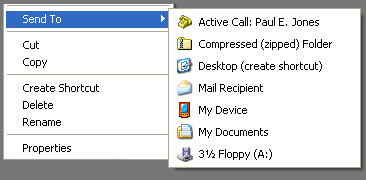 Send To
Cut
Copy
Create Shortcut
Delete
Rename
Properties
Active Call: Paul E. Jones
Compressed (zipped) Folder
Desktop (create shortcut)
Mail Recipient
My Device
My Documents
3½ Floppy (A:)